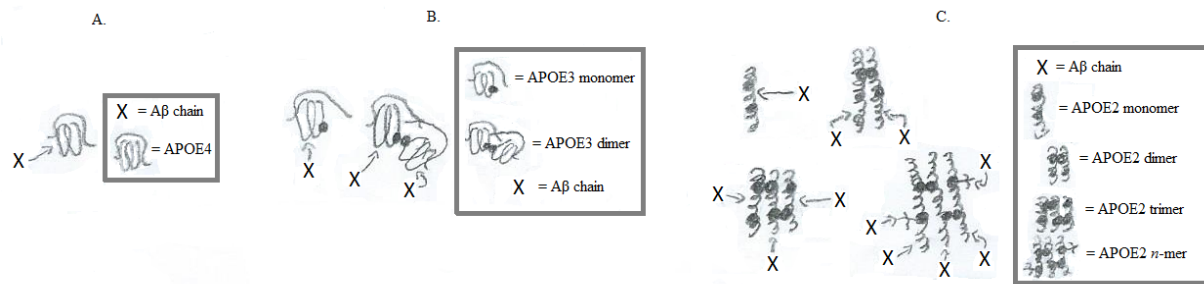 A.
X
X = Aβ chain
= APOE4
B.
X
X
X
= APOE3 monomer
= APOE3 dimer
X = Aβ chain
C.
X
X
X
X
X
X
X
X
X
X
X
X = Aβ chain
= APOE2 monomer
= APOE2 dimer
= APOE2 trimer
= APOE2 n-mer